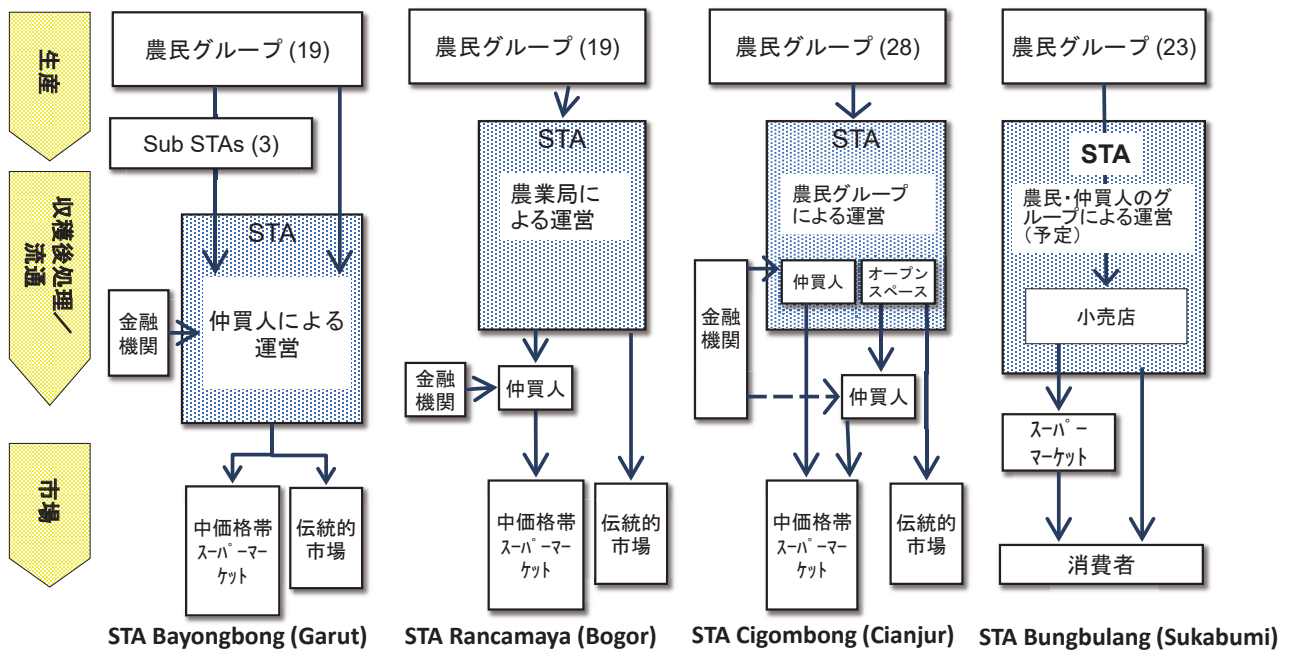 生産
収穫後処理／
流通
市場
農民グループ (19)
Sub STAs (3)
STA
仲買人による
運営
金融
機関
中価格帯
ｽｰﾊﾟｰﾏｰ
ｹｯﾄ
伝統的
市場
STA Bayongbong (Garut)
農民グループ (19)
STA
農業局に
よる運営
金融
機関
仲買人
中価格帯
ｽｰﾊﾟｰﾏｰ
ｹｯﾄ
伝統的
市場
STA Rancamaya (Bogor)
農民グループ (28)
STA
農民グループ
による運営
仲買人
オープン
スペース
金融
機関
仲買人
中価格帯
ｽｰﾊﾟｰﾏｰ
ｹｯﾄ
伝統的
市場
STA Cigombong (Cianjur)
農民グループ (23)
STA
農民・仲買人のグ
ループによる運営
（予定）
小売店
ｽｰﾊﾟｰ
ﾏｰｹｯﾄ
消費者
STA Bungbulang (Sukabumi)